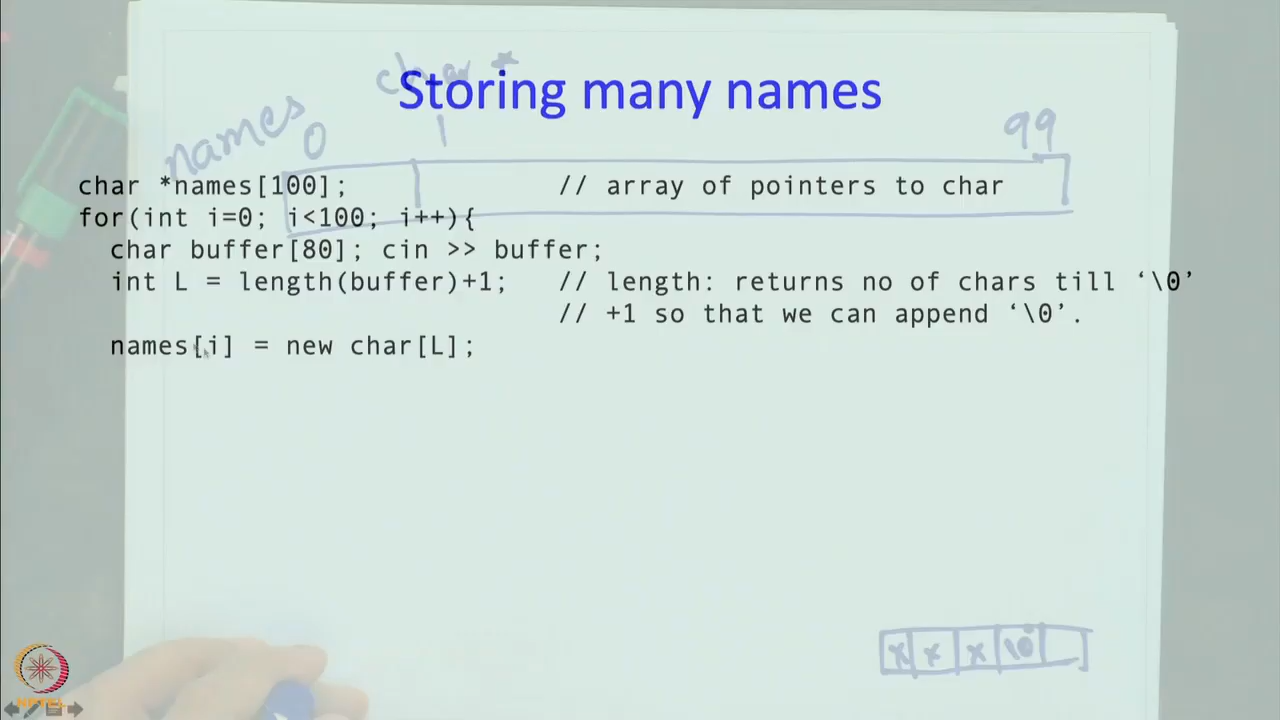 char *
Storing many names
names 0 1 99
char *names[100]; // array of pointers to char
for(int i=0; i<100; i++){
char buffer[80]; cin >> buffer;
int L = length(buffer)+1; // length: returns no of chars till ‘\0’
// +1 so that we can append ‘\0’.
names[i] = new char[L];
x x x \0
NPTEL